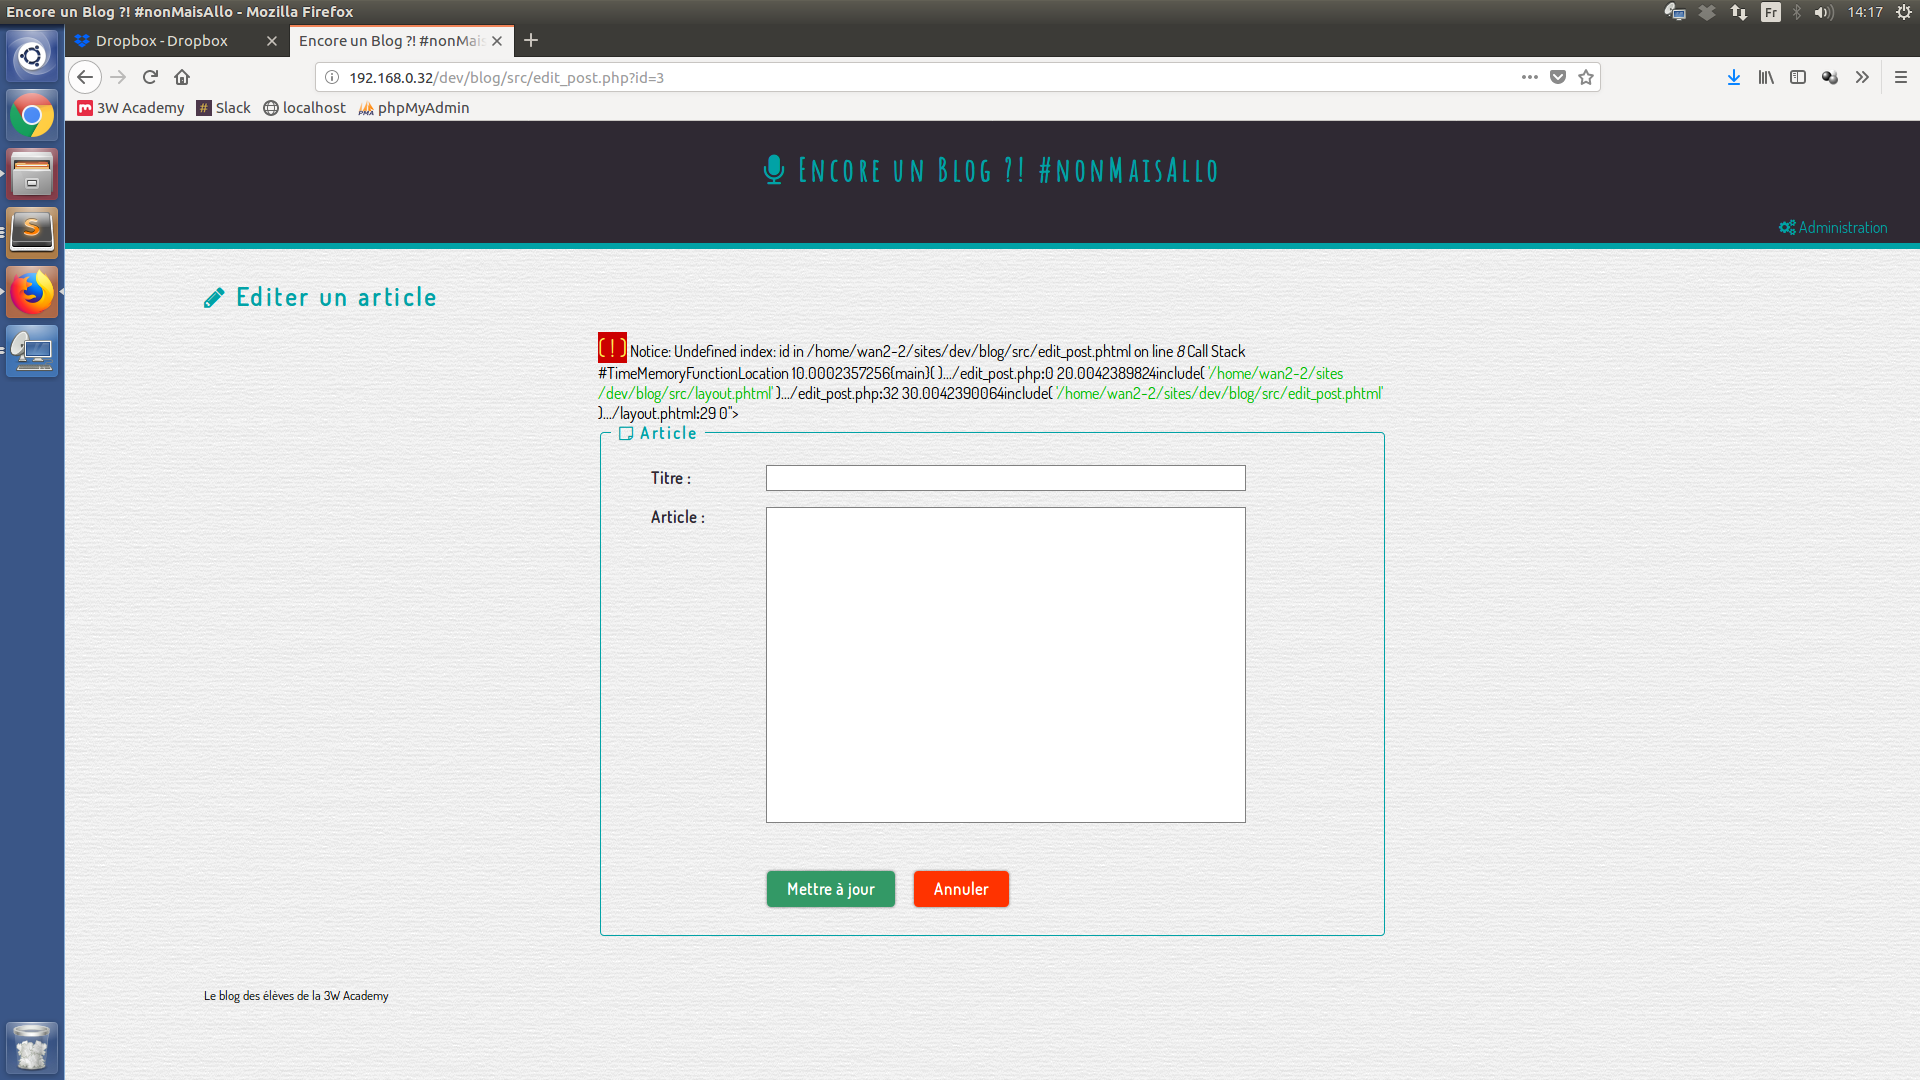 Encore un Blog ?! #nonMaisAllo - Mozilla Firefox
Fr
14:17
Dropbox - Dropbox
Encore un Blog ?! #nonMais
192.168.0.32/dev/blog/src/edit_post.php?id=3
3W Academy
# Slack
localhost
PMA phpMyAdmin
Encore un Blog ?! #nonMaisAllo
Administration
Editer un article
( ! ) Notice: Undefined index: id in /home/wan2-2/sites/dev/blog/src/edit_post.phtml on line 8 Call Stack
#TimeMemoryFunctionLocation 10.0002357256{main}( ).../edit_post.php:0 20.0042389824include( '/home/wan2-2/sites
/dev/blog/src/layout.phtml' ).../edit_post.php:32 30.0042390064include( '/home/wan2-2/sites/dev/blog/src/edit_post.phtml'
).../layout.phtml:29 0">
Article
Titre :
Article :
Mettre à jour
Annuler
Le blog des élèves de la 3W Academy